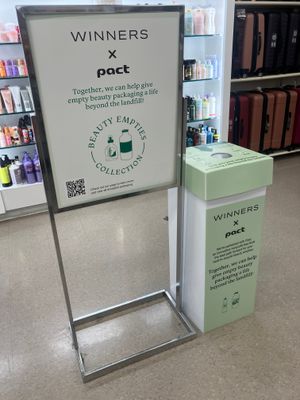 WINNERS
X
pact
Together, we can help give
empty beauty packaging a life
beyond the landfill!
BEAUTY EMPTIES
COLLECTION
WINNERS
X
pact
Together, we can help
give empty beauty
packaging a life
beyond the landfill!